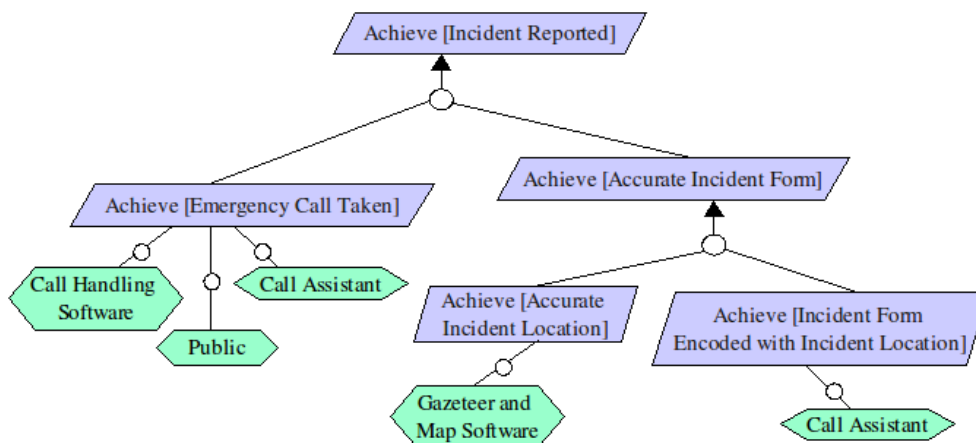 Achieve [Incident Reported]
Achieve [Accurate Incident Form]
Achieve [Emergency Call Taken]
Call Handling
Software
Call Assistant
Public
Achieve [Accurate
Incident Location]
Achieve [Incident Form
Encoded with Incident Location]
Gazeteer and
Map Software
Call Assistant